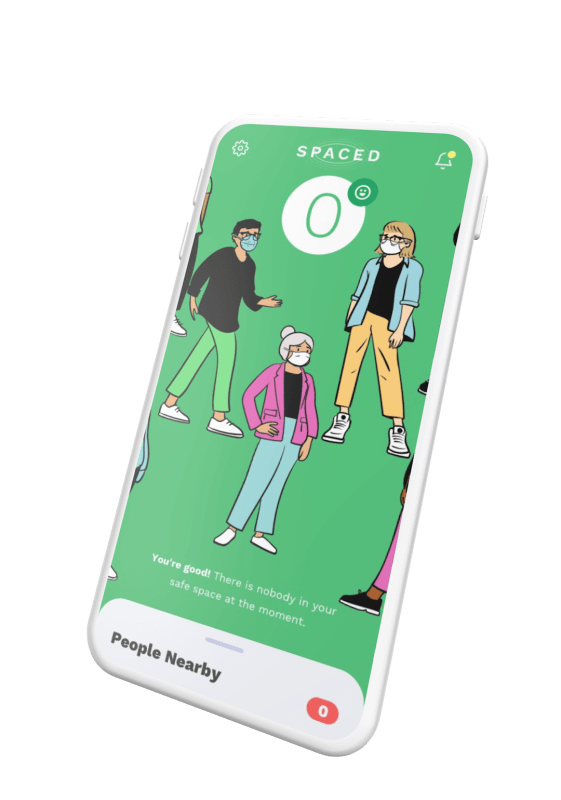 SPACED
0
You're good! There is nobody in your
safe space at the moment.
People Nearby
0